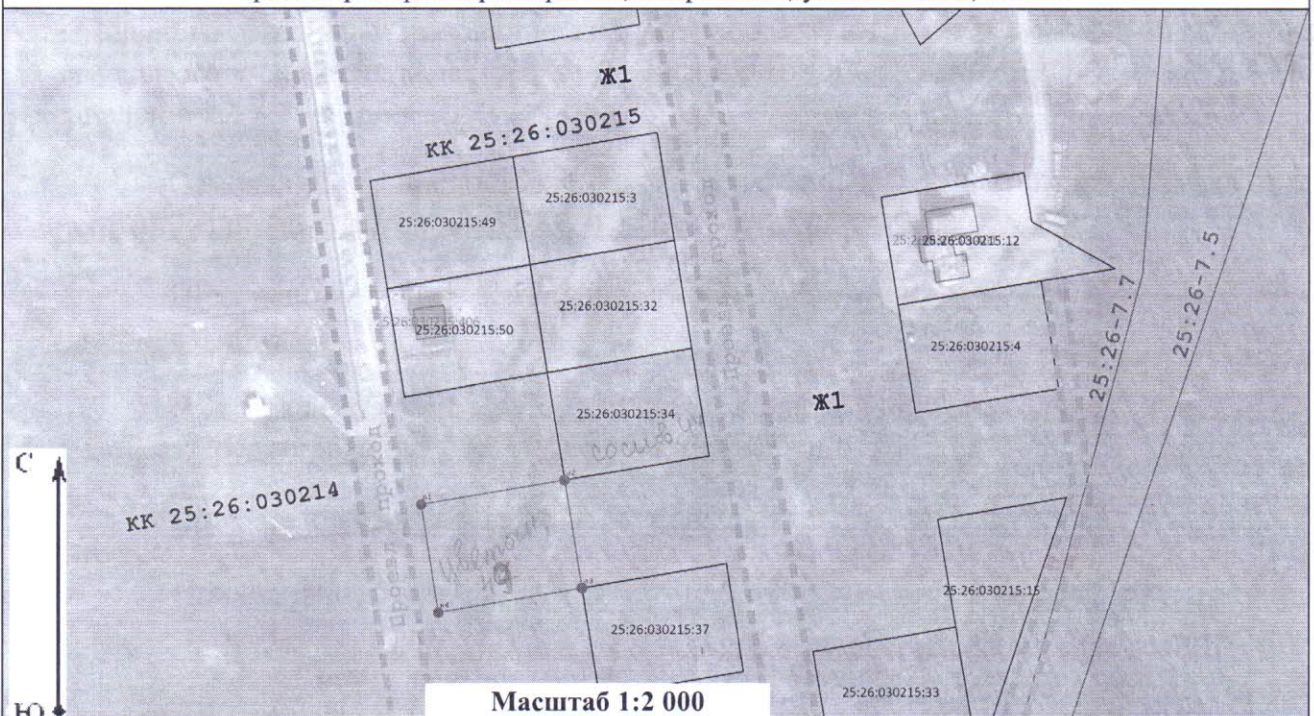 Ж1
КК 25:26:030215
25:26:030215:3
25:26:030215:49
25:26:030215:12
25:26:030215:32
25:26:030215:50
25:26:030215:4
25:26-7.7
25:26-7.5
проезд проход
Ж1
25:26:030215:34
С
КК 25:26:030214
проезд проход
25:26:030215:15
25:26:030215:37
25:26:030215:33
Масштаб 1:2 000
Ю